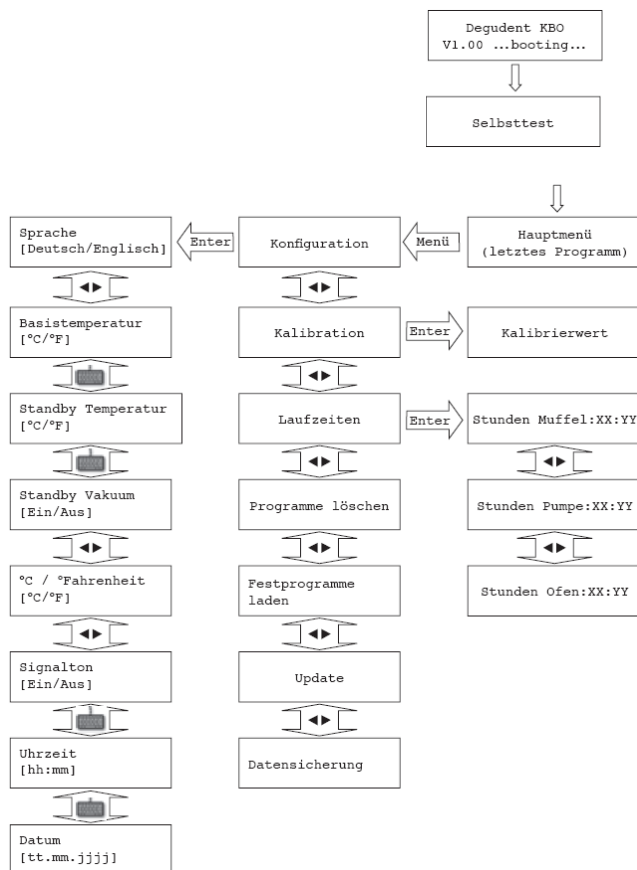 Degudent KBO
V1.00 ...booting...
Selbsttest
Sprache
[Deutsch/Englisch]
Enter
Konfiguration
Menü
Hauptmenü
(letztes Programm)
Basistemperatur
[°C/°F]
Kalibration
Enter
Kalibrierwert
Standby Temperatur
[°C/°F]
Laufzeiten
Enter
Stunden Muffel:XX:YY
Standby Vakuum
[Ein/Aus]
Programme löschen
Stunden Pumpe:XX:YY
°C / °Fahrenheit
[°C/°F]
Festprogramme
laden
Stunden Ofen:XX:YY
Signalton
[Ein/Aus]
Update
Uhrzeit
[hh:mm]
Datensicherung
Datum
[tt.mm.jjjj]